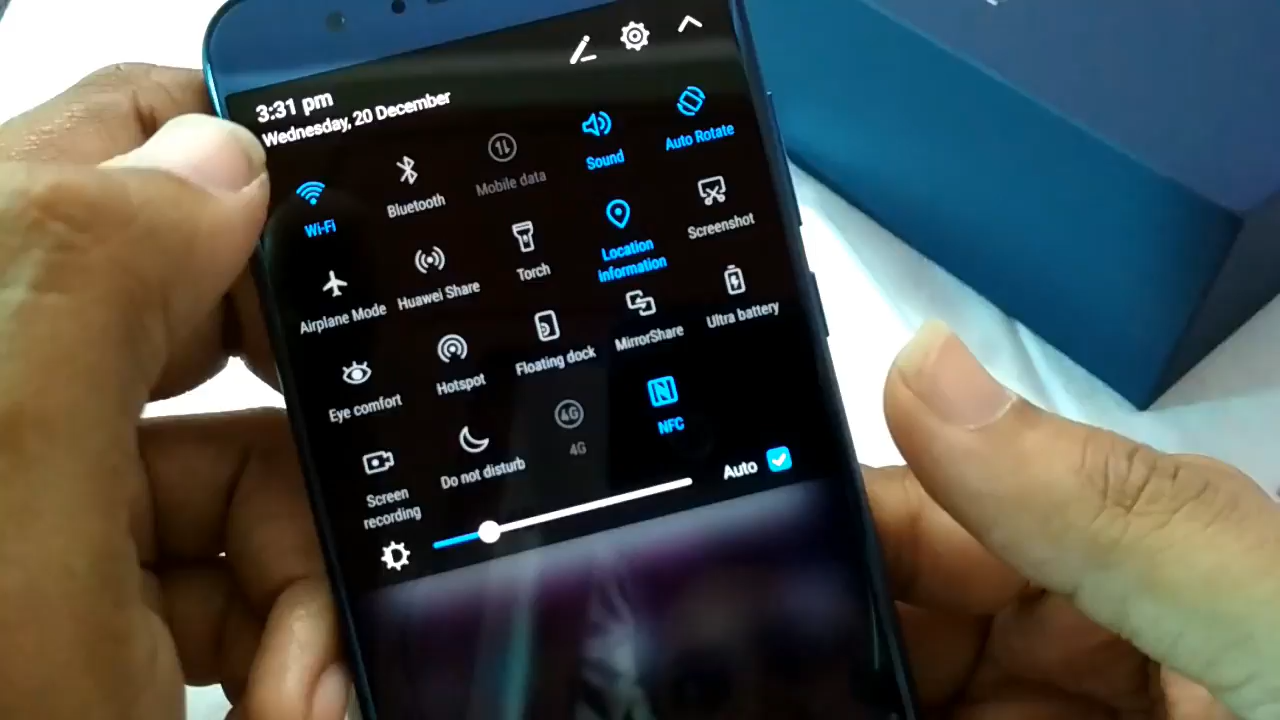 3:31 pm
Wednesday, 20 December
Wi-Fi
Bluetooth
Mobile data
Sound
Auto Rotate
Airplane Mode
Huawei Share
Torch
Location
information
Screenshot
Eye comfort
Hotspot
Floating dock
MirrorShare
Ultra battery
Screen
recording
Do not disturb
4G
4G
NFC
Auto